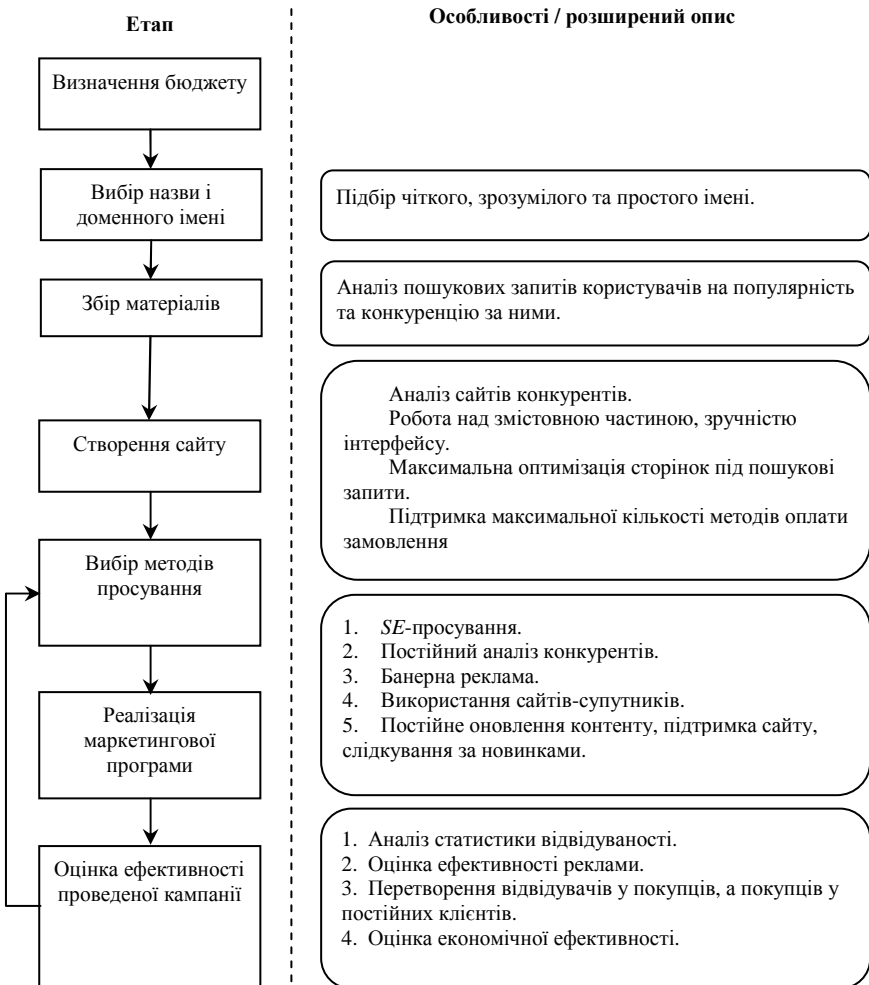 Етап
Особливості / розширений опис
Визначення бюджету
Вибір назви і
доменного імені
Підбір чіткого, зрозумілого та простого імені.
Збір матеріалів
Аналіз пошукових запитів користувачів на популярність
та конкуренцію за ними.
Створення сайту
Аналіз сайтів конкурентів.
Робота над змістовною частиною, зручністю
інтерфейсу.
Максимальна оптимізація сторінок під пошукові
запити.
Підтримка максимальної кількості методів оплати
замовлення
Вибір методів
просування
1. SE-просування.
2. Постійний аналіз конкурентів.
3. Банерна реклама.
4. Використання сайтів-супутників.
5. Постійне оновлення контенту, підтримка сайту,
слідкування за новинками.
Реалізація
маркетингової
програми
Оцінка ефективності
проведеної кампанії
1. Аналіз статистики відвідуваності.
2. Оцінка ефективності реклами.
3. Перетворення відвідувачів у покупців, а покупців у
постійних клієнтів.
4. Оцінка економічної ефективності.